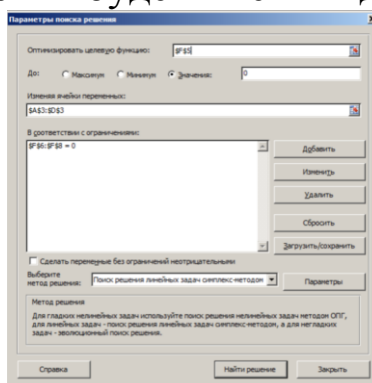 Параметры поиска решения
Оптимизировать целевую функцию: $F$5
До: Максимум Минимум Значения: 0
Изменяя ячейки переменных:
$A$3:$D$3
В соответствии с ограничениями:
$F$6:$F$8 = 0
Добавить
Изменить
Удалить
Сбросить
Загрузить/сохранить
Сделать переменные без ограничений неотрицательными
Выберите
метод решения: Поиск решения линейных задач симплекс-методом Параметры
Метод решения
Для гладких нелинейных задач используйте поиск решения нелинейных задач методом ОПГ,
для линейных задач - поиск решения линейных задач симплекс-методом, а для негладких
задач - эволюционный поиск решения.
Справка Найти решение Закрыть